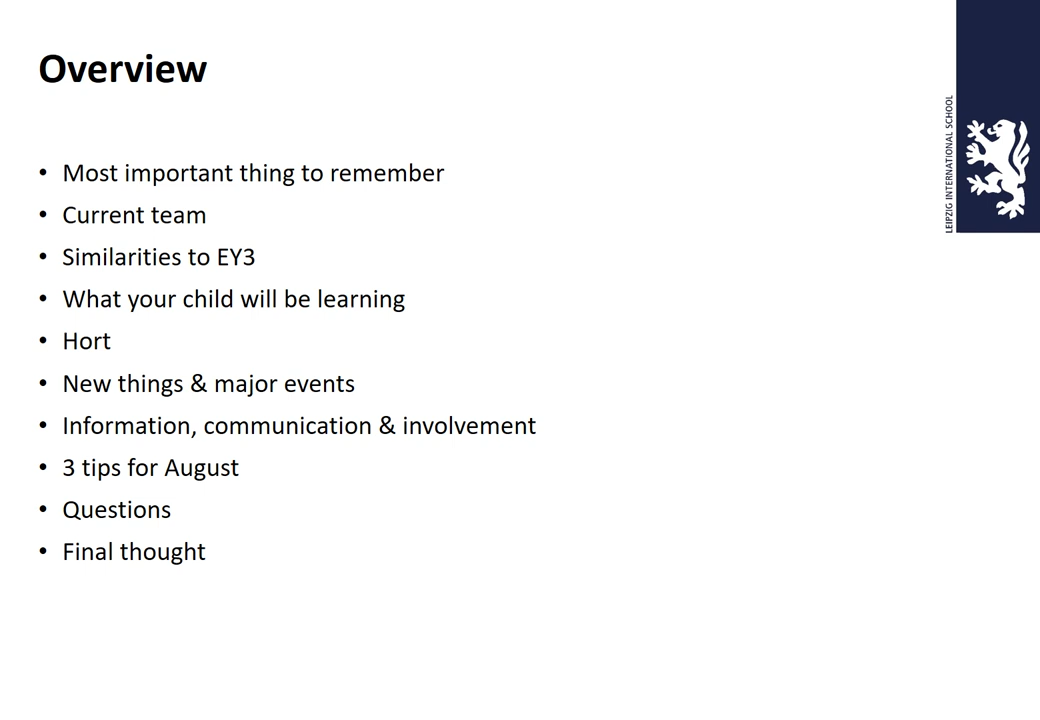 Overview
• Most important thing to remember
• Current team
• Similarities to EY3
• What your child will be learning
• Hort
• New things & major events
• Information, communication & involvement
• 3 tips for August
• Questions
• Final thought
LEIPZIG INTERNATIONAL SCHOOL